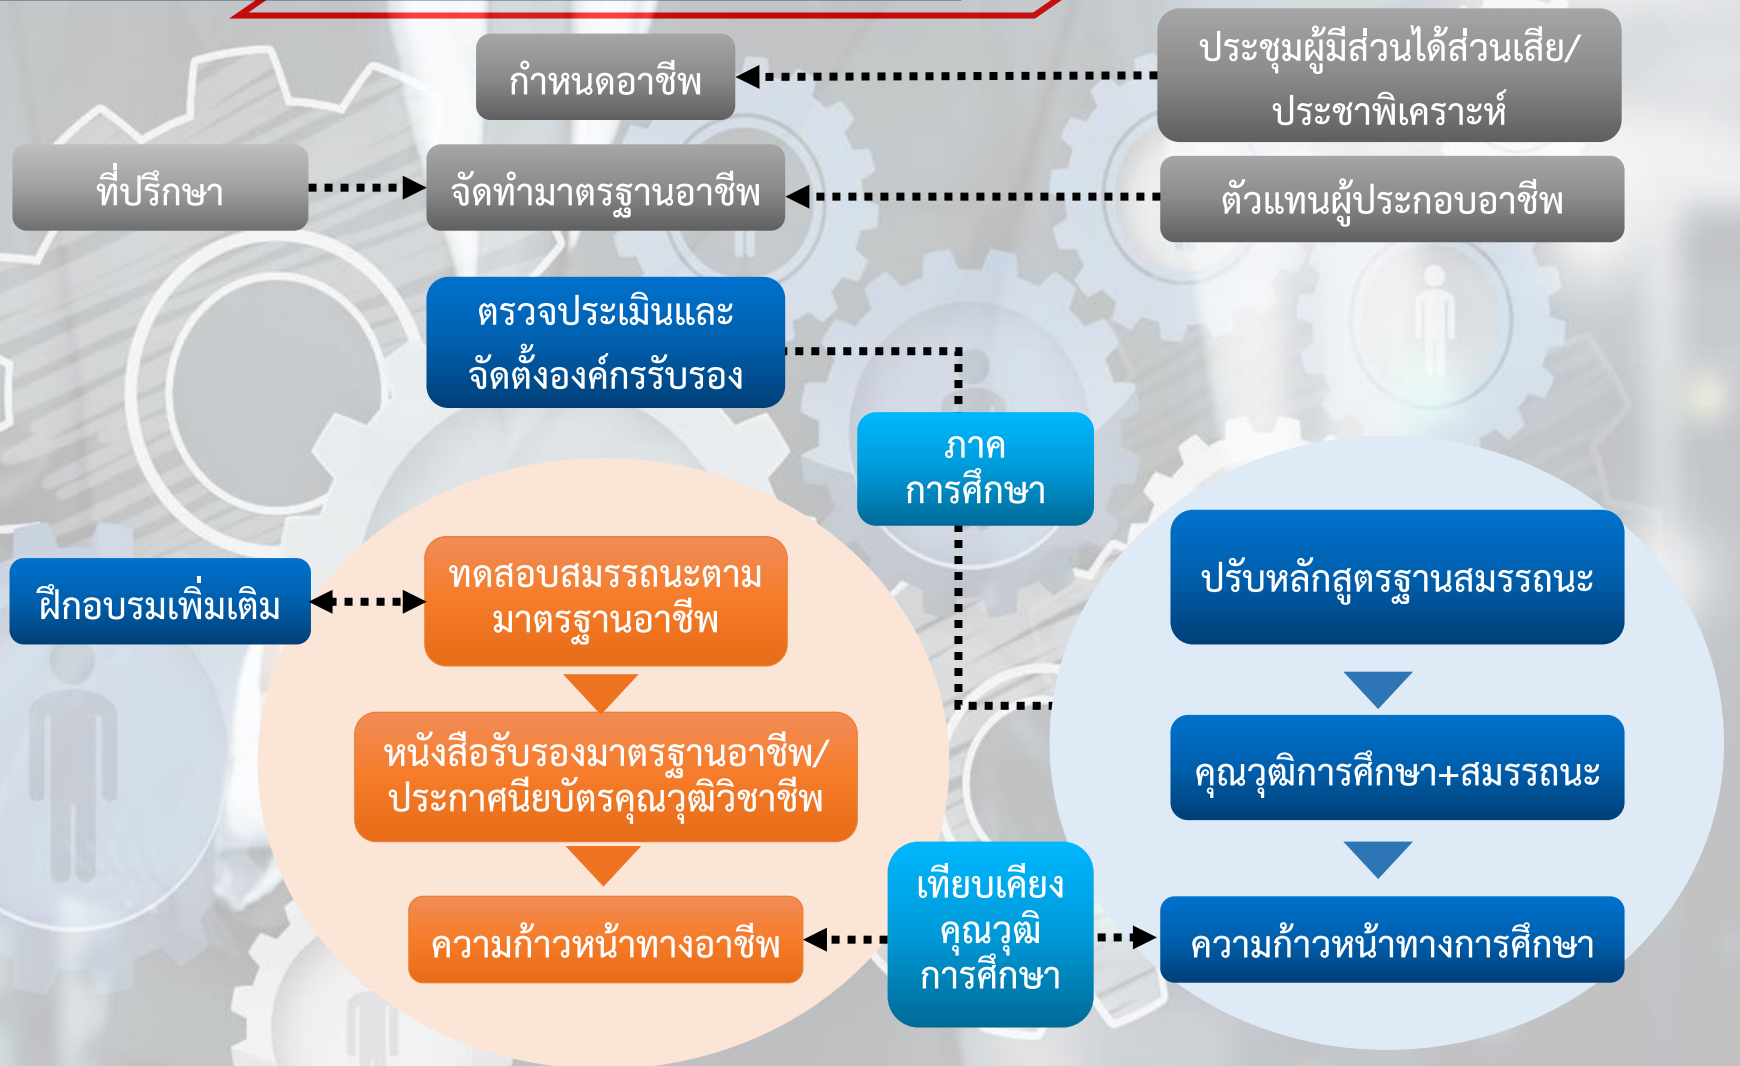 กำหนดอาชีพ
ประชุมผู้มีส่วนได้ส่วนเสีย/
ประชาพิเคราะห์
ที่ปรึกษา
จัดทำมาตรฐานอาชีพ
ตัวแทนผู้ประกอบอาชีพ
ตรวจประเมินและ
จัดตั้งองค์กรรับรอง
ภาค
การศึกษา
ฝึกอบรมเพิ่มเติม
ทดสอบสมรรถนะตาม
มาตรฐานอาชีพ
ปรับหลักสูตรฐานสมรรถนะ
หนังสือรับรองมาตรฐานอาชีพ/
ประกาศนียบัตรคุณวุฒิวิชาชีพ
คุณวุฒิการศึกษา+สมรรถนะ
ความก้าวหน้าทางอาชีพ
เทียบเคียง
คุณวุฒิ
การศึกษา
ความก้าวหน้าทางการศึกษา